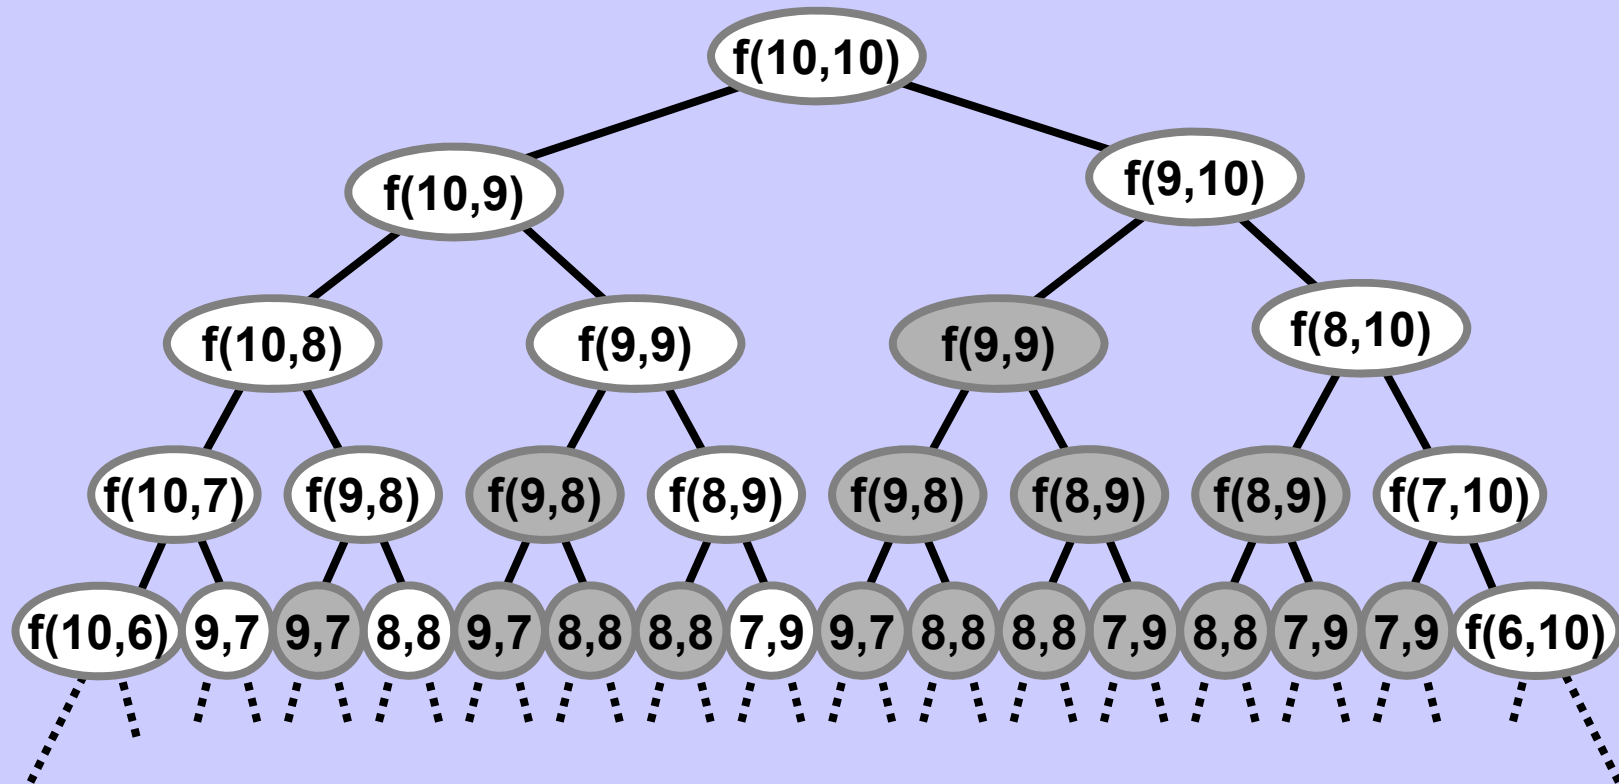 f(10,10)
f(10,9) f(9,10)
f(10,8) f(9,9) f(9,9) f(8,10)
f(10,7) f(9,8) f(9,8) f(8,9) f(9,8) f(8,9) f(8,9) f(7,10)
f(10,6) 9,7 9,7 8,8 9,7 8,8 8,8 7,9 9,7 8,8 8,8 7,9 8,8 7,9 7,9 f(6,10)